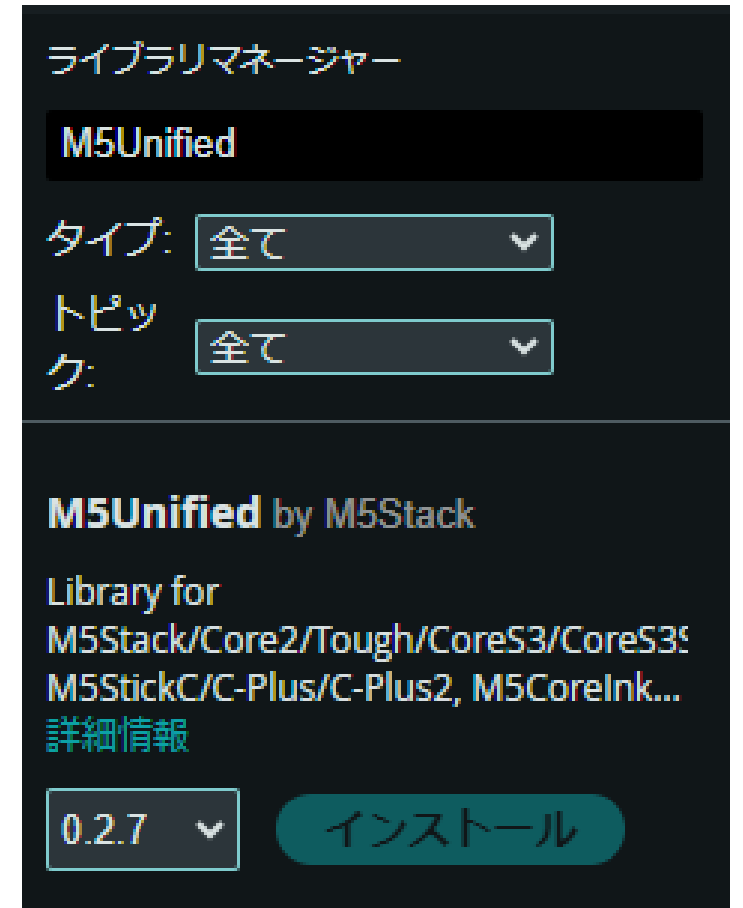 ライブラリマネージャー
M5Unified
タイプ: 全て
トピッ
ク: 全て
M5Unified by M5Stack
Library for
M5Stack/Core2/Tough/CoreS3/CoreS3S
M5StickC/C-Plus/C-Plus2, M5CoreInk...
詳細情報
0.2.7 インストール